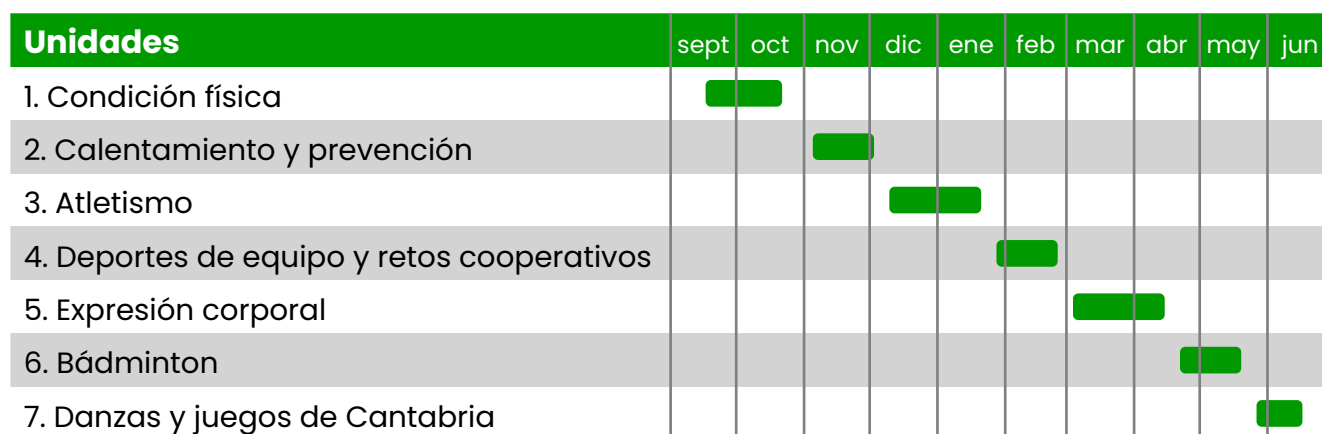 Unidades sept oct nov dic ene feb mar abr may jun
1. Condición física
2. Calentamiento y prevención
3. Atletismo
4. Deportes de equipo y retos cooperativos
5. Expresión corporal
6. Bádminton
7. Danzas y juegos de Cantabria